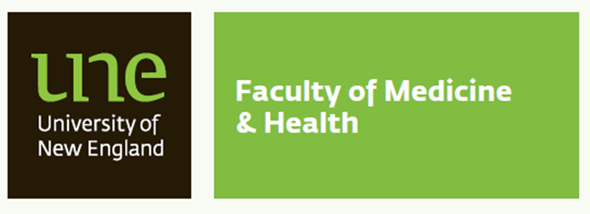 une
University of
New England
Faculty of Medicine
& Health